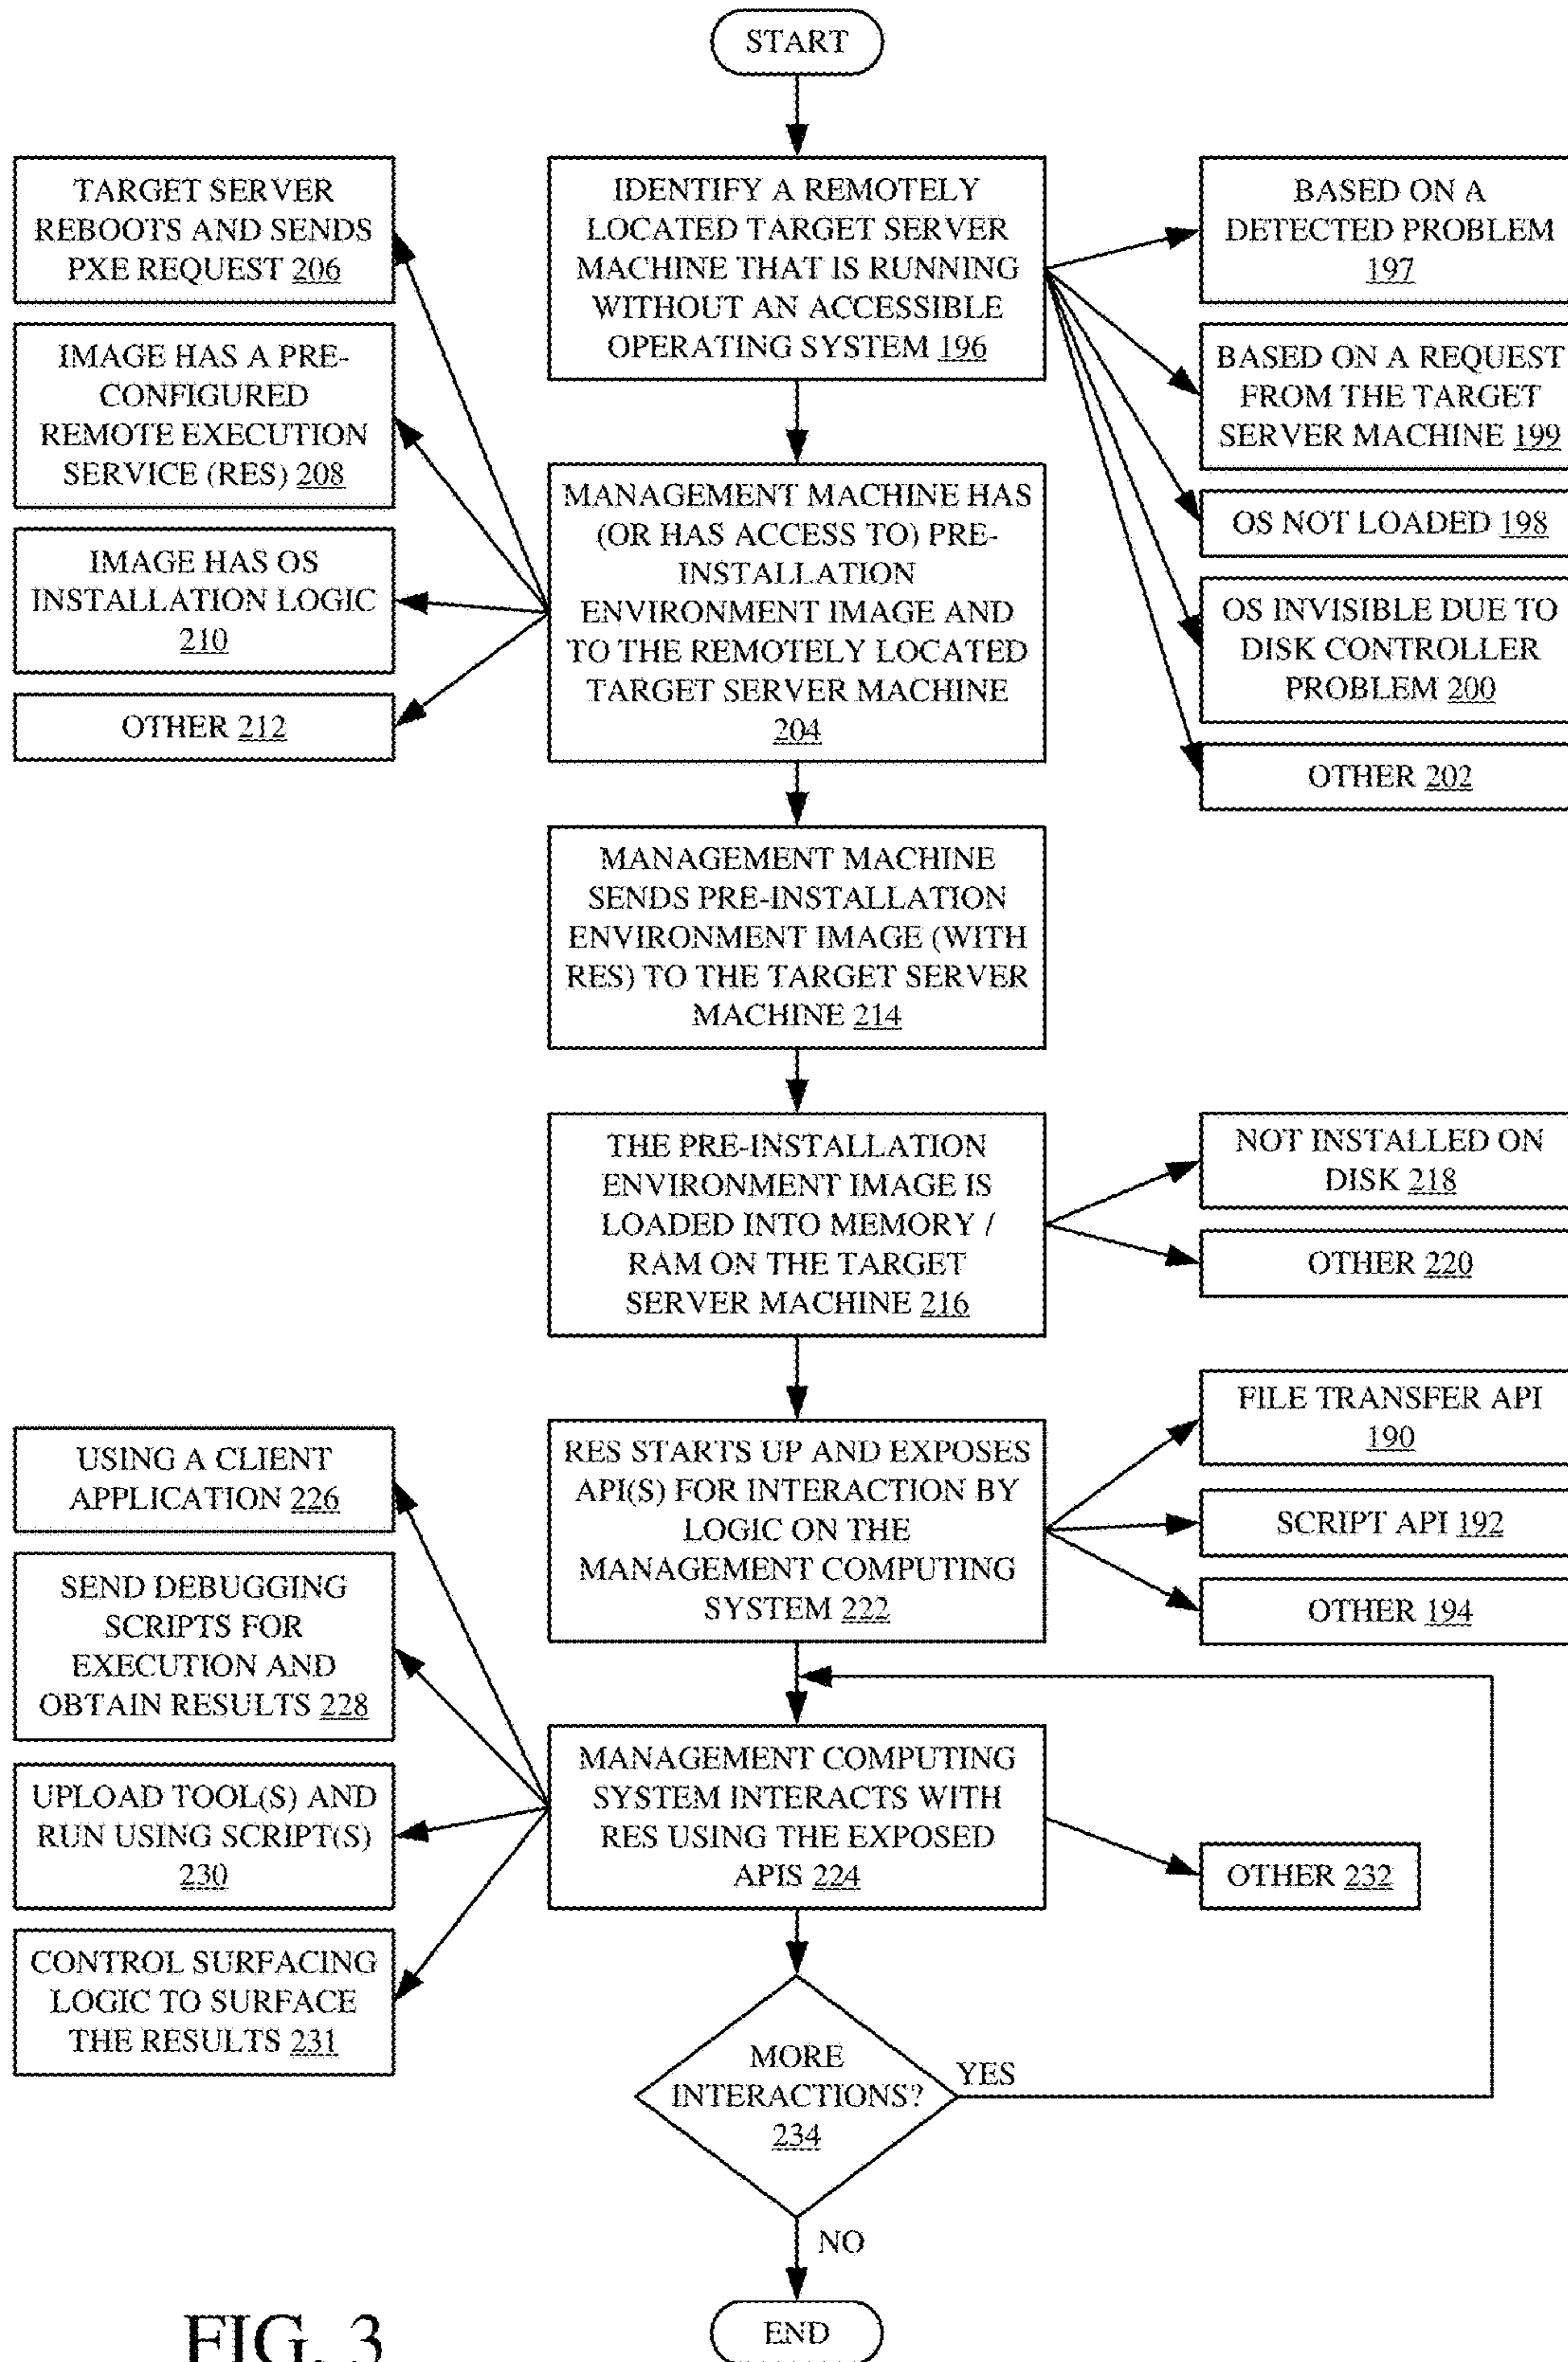 START
TARGET SERVER
REBOOTS AND SENDS
PXE REQUEST 206
IMAGE HAS A PRE-
CONFIGURED
REMOTE EXECUTION
SERVICE (RES) 208
IMAGE HAS OS
INSTALLATION LOGIC
210
OTHER 212
IDENTIFY A REMOTELY
LOCATED TARGET SERVER
MACHINE THAT IS RUNNING
WITHOUT AN ACCESSIBLE
OPERATING SYSTEM 196
BASED ON A
DETECTED PROBLEM
197
BASED ON A REQUEST
FROM THE TARGET
SERVER MACHINE 199
OS NOT LOADED 198
OS INVISIBLE DUE TO
DISK CONTROLLER
PROBLEM 200
OTHER 202
MANAGEMENT MACHINE HAS
(OR HAS ACCESS TO) PRE-
INSTALLATION
ENVIRONMENT IMAGE AND
TO THE REMOTELY LOCATED
TARGET SERVER MACHINE
204
MANAGEMENT MACHINE
SENDS PRE-INSTALLATION
ENVIRONMENT IMAGE (WITH
RES) TO THE TARGET SERVER
MACHINE 214
THE PRE-INSTALLATION
ENVIRONMENT IMAGE IS
LOADED INTO MEMORY /
RAM ON THE TARGET
SERVER MACHINE 216
NOT INSTALLED ON
DISK 218
OTHER 220
RES STARTS UP AND EXPOSES
API(S) FOR INTERACTION BY
LOGIC ON THE
MANAGEMENT COMPUTING
SYSTEM 222
FILE TRANSFER API
190
SCRIPT API 192
OTHER 194
USING A CLIENT
APPLICATION 226
SEND DEBUGGING
SCRIPTS FOR
EXECUTION AND
OBTAIN RESULTS 228
UPLOAD TOOL(S) AND
RUN USING SCRIPT(S)
230
CONTROL SURFACING
LOGIC TO SURFACE
THE RESULTS 231
MANAGEMENT COMPUTING
SYSTEM INTERACTS WITH
RES USING THE EXPOSED
APIS 224
OTHER 232
MORE
INTERACTIONS?
234
YES
NO
END
FIG. 3